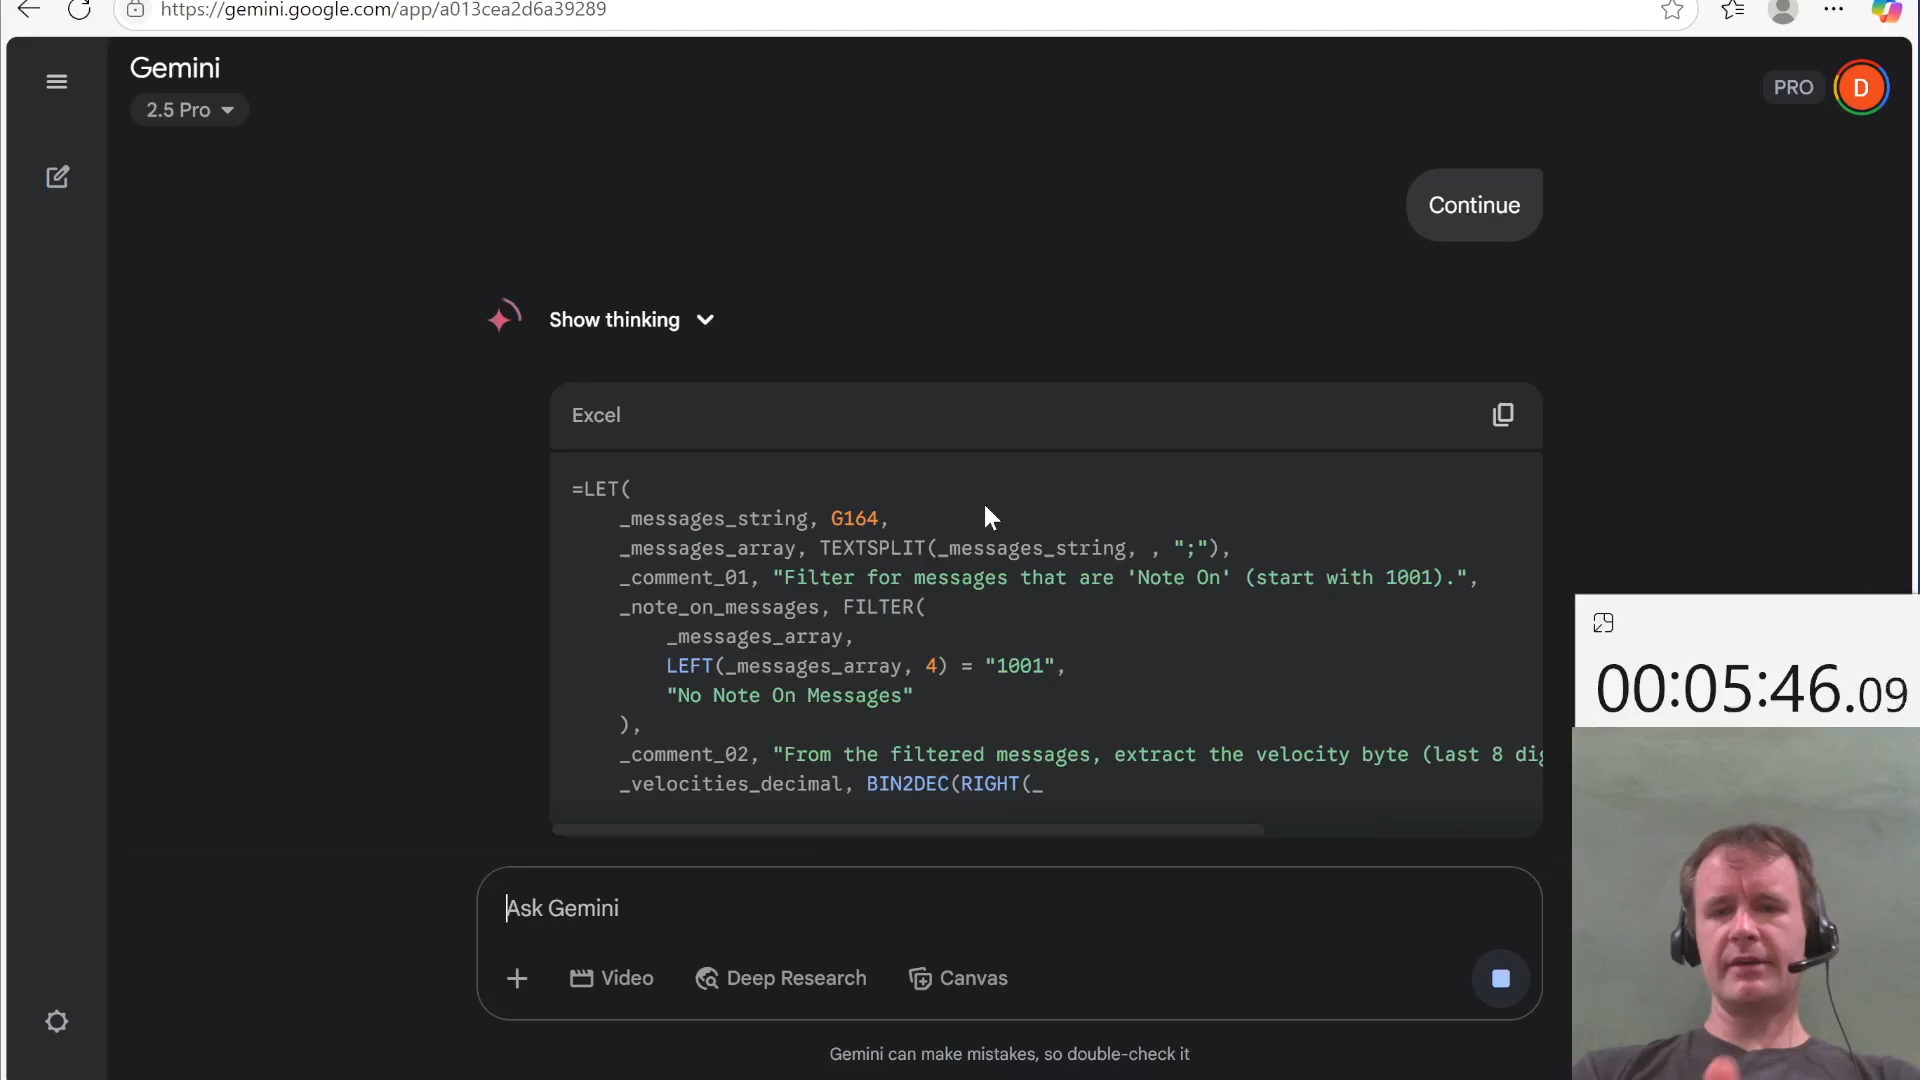 https://gemini.google.com/app/a013cea2d6a39289
Gemini
2.5 Pro
PRO
D
Continue
Show thinking
Excel
=LET(
_messages_string, G164,
_messages_array, TEXTSPLIT(_messages_string, , ";"),
_comment_01, "Filter for messages that are 'Note On' (start with 1001).",
_note_on_messages, FILTER(
_messages_array,
LEFT(_messages_array, 4) = "1001",
"No Note On Messages"
),
_comment_02, "From the filtered messages, extract the velocity byte (last 8 dig
_velocities_decimal, BIN2DEC(RIGHT(_
00:05:46.09
Ask Gemini
Video
Deep Research
Canvas
Gemini can make mistakes, so double-check it